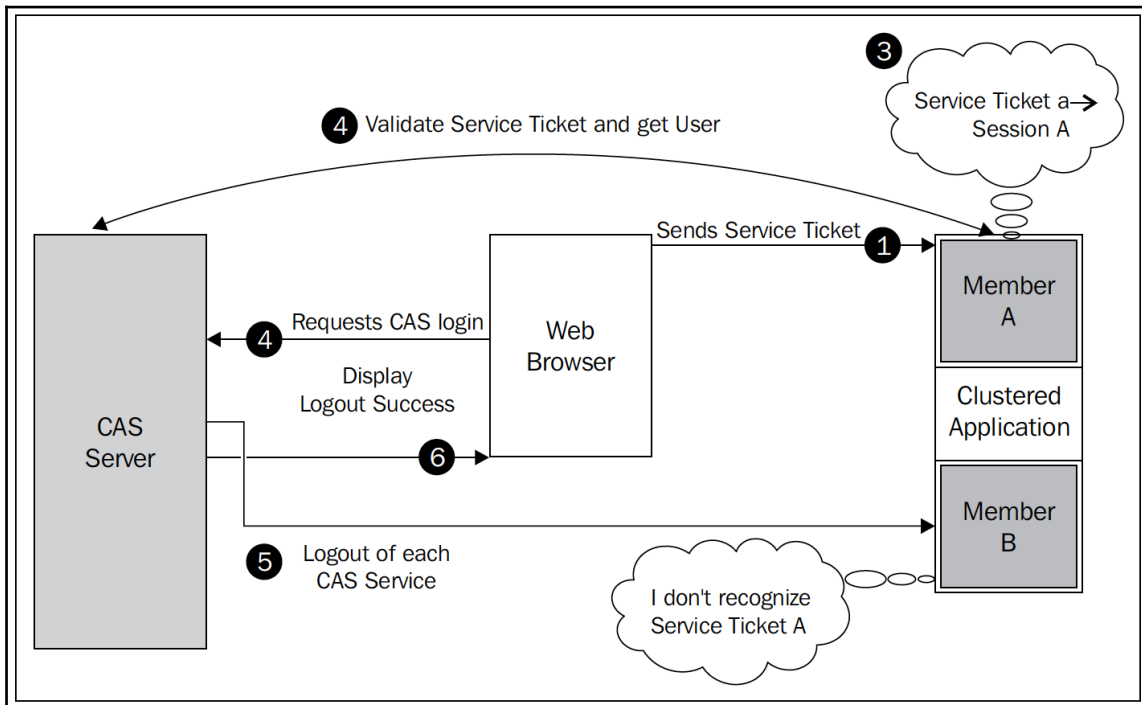 3
Service Ticket a→
Session A
4 Validate Service Ticket and get User
Sends Service Ticket
1
Member
A
Requests CAS login
4
Web
Browser
Display
Logout Success
Clustered
Application
CAS
Server
6
Member
B
5 Logout of each
CAS Service
I don't recognize
Service Ticket A